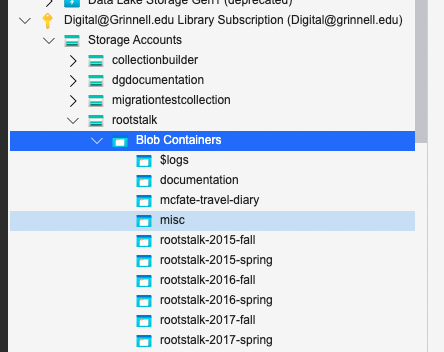 Data Lake Storage Gen1 (deprecated)
Digital@Grinnell.edu Library Subscription (Digital@grinnell.edu)
Storage Accounts
collectionbuilder
dgdocumentation
migrationtestcollection
rootstalk
Blob Containers
$logs
documentation
mcfate-travel-diary
misc
rootstalk-2015-fall
rootstalk-2015-spring
rootstalk-2016-fall
rootstalk-2016-spring
rootstalk-2017-fall
rootstalk-2017-spring